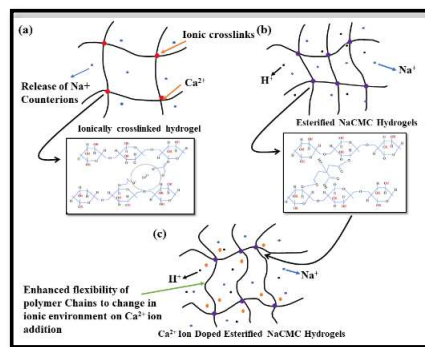 (a)
Ionic crosslinks
Release of Na+
Counterions
Ca²⁺
Ionically crosslinked hydrogel
(b)
H⁺
Na⁺
Esterified NaCMC Hydrogels
(c)
H⁺
Na⁺
Enhanced flexibility of
polymer Chains to change in
ionic environment on Ca²⁺ ion
addition
Ca²⁺ Ion Doped Esterified NaCMC Hydrogels